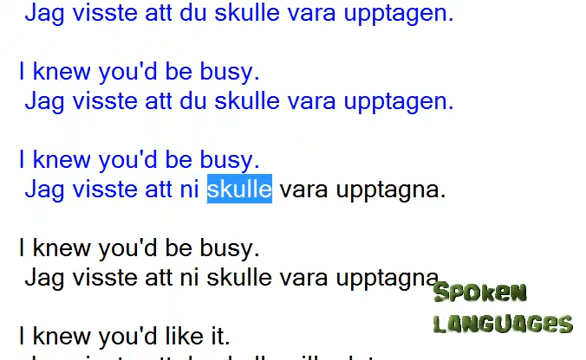 Jag visste att du skulle vara upptagen.
I knew you'd be busy.
Jag visste att du skulle vara upptagen.
I knew you'd be busy.
Jag visste att ni skulle vara upptagna.
I knew you'd be busy.
Jag visste att ni skulle vara upptagna.
I knew you'd like it.
SPOKEN
LANGUAGES